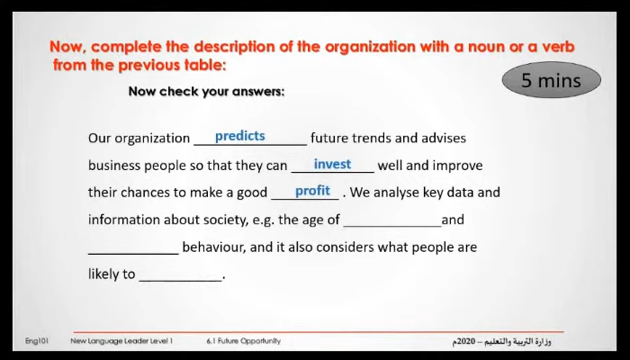 Now, complete the description of the organization with a noun or a verb
from the previous table:
5 mins
Now check your answers:
Our organization predicts future trends and advises
business people so that they can invest well and improve
their chances to make a good profit . We analyse key data and
information about society, e.g. the age of ______________and
_____________ behaviour, and it also considers what people are
likely to ____________.
Eng101 New Language Leader Level 1 6.1 Future Opportunity وزارة التربية والتعليم – 2020م